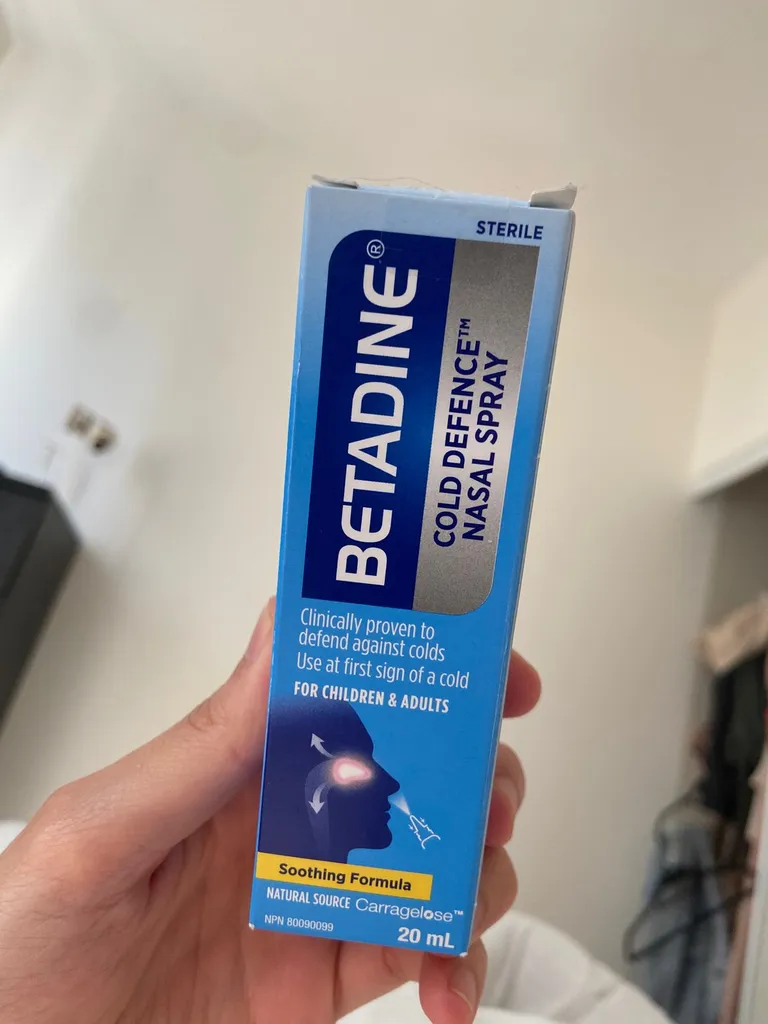 STERILE
BETADINE®
COLD DEFENCE™
NASAL SPRAY
Clinically proven to
defend against colds
Use at first sign of a cold
FOR CHILDREN & ADULTS
Soothing Formula
NATURAL SOURCE Carragelose™
NPN 80090099
20 mL